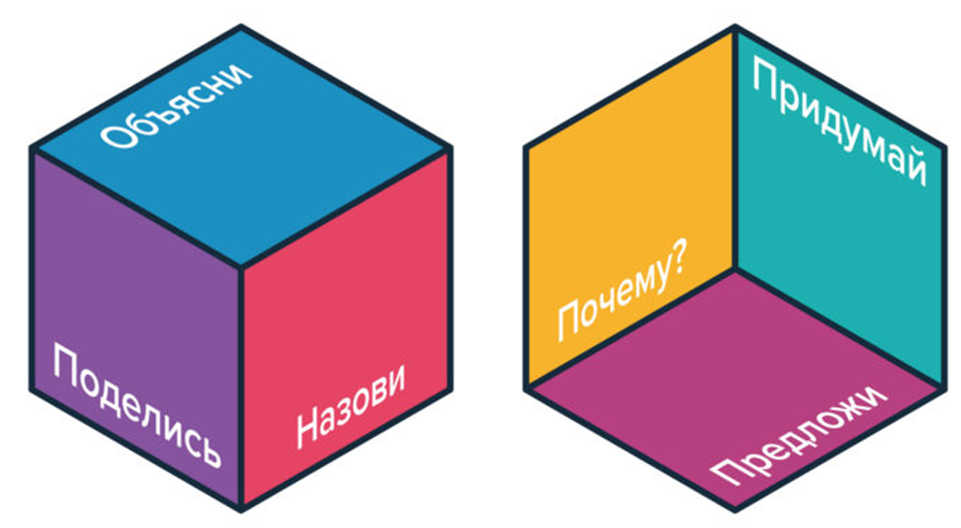 Объясни
Поделись
Назови
Почему?
Придумай
Предложи